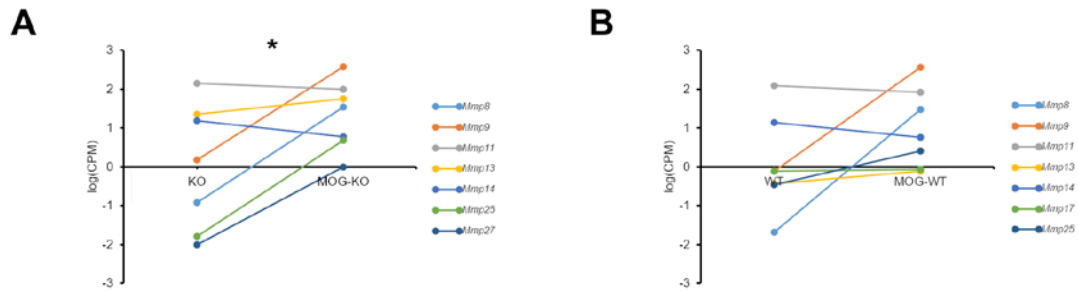 A
*
log(CPM)
3
2
1
0
-1
-2
-3
KO
MOG-KO
Mmp8
Mmp9
Mmp11
Mmp13
Mmp14
Mmp25
Mmp27
B
log(CPM)
3
2
1
0
-1
-2
-3
WT
MOG-WT
Mmp8
Mmp9
Mmp11
Mmp13
Mmp14
Mmp17
Mmp25